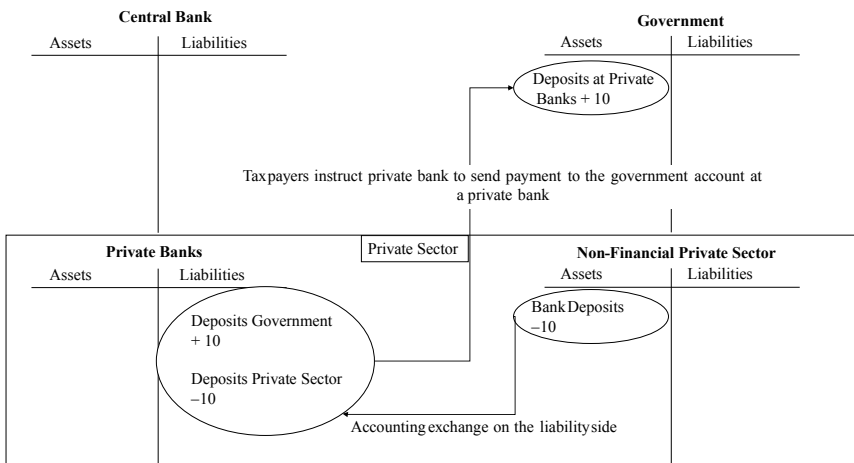 Central Bank
Assets Liabilities
Government
Assets Liabilities
Deposits at Private
Banks + 10
Taxpayers instruct private bank to send payment to the government account at
a private bank
Private Sector
Private Banks
Assets Liabilities
Deposits Government
+ 10
Deposits Private Sector
–10
Non-Financial Private Sector
Assets Liabilities
Bank Deposits
–10
Accounting exchange on the liability side